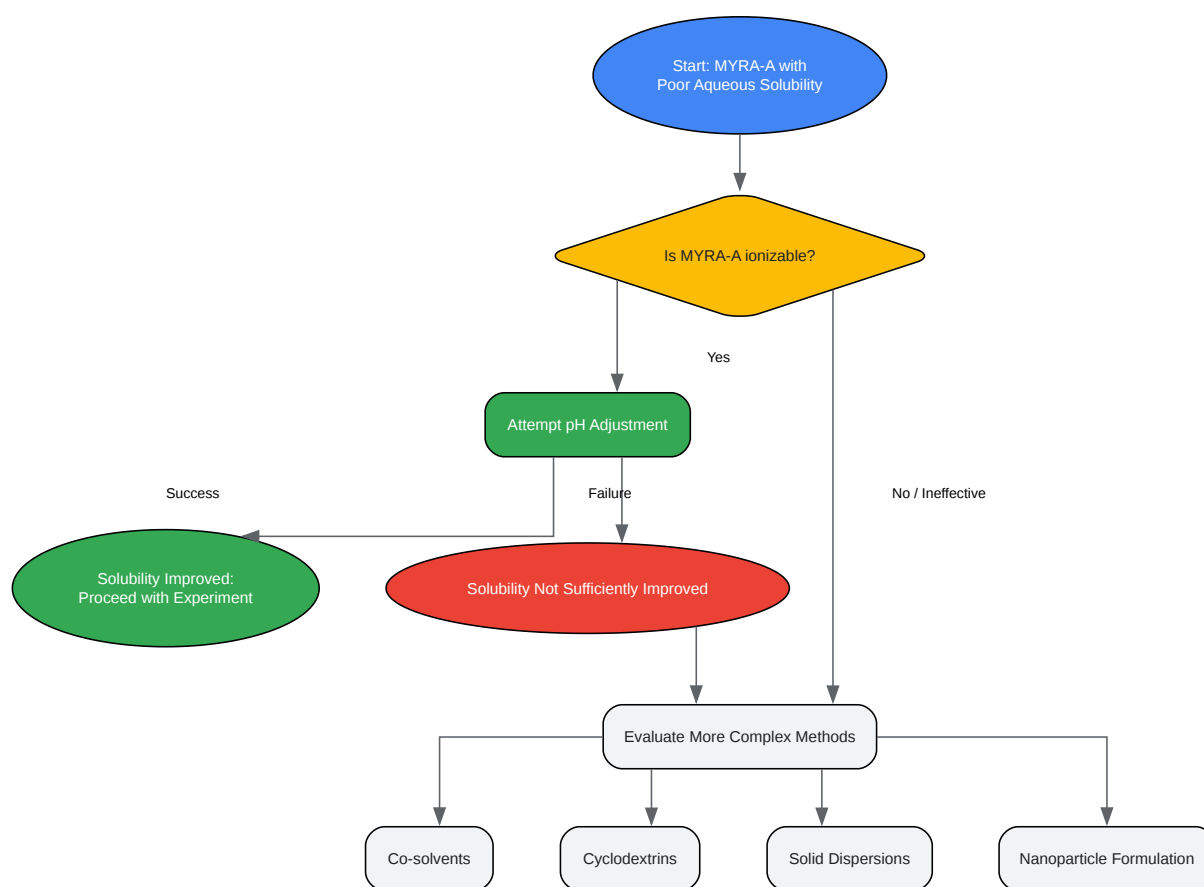 Start: MYRA-A with
Poor Aqueous Solubility
Is MYRA-A ionizable?
Yes
Attempt pH Adjustment
Success
Failure
No / Ineffective
Solubility Improved:
Proceed with Experiment
Solubility Not Sufficiently Improved
Evaluate More Complex Methods
Co-solvents
Cyclodextrins
Solid Dispersions
Nanoparticle Formulation